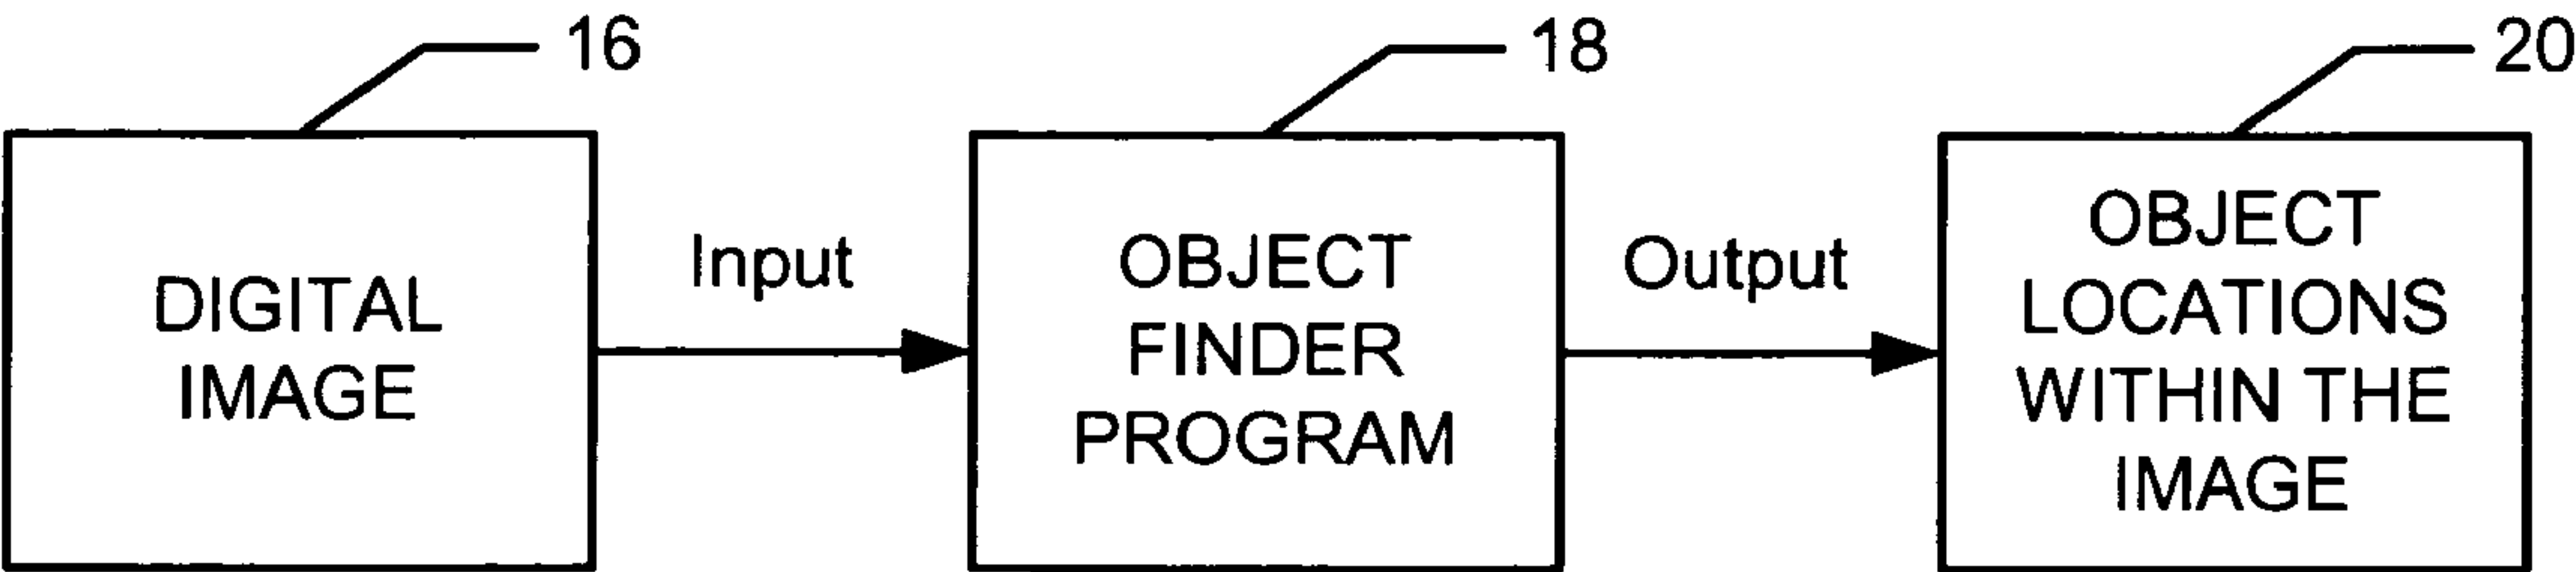 16
18
20
DIGITAL
IMAGE
Input
OBJECT
FINDER
PROGRAM
Output
OBJECT
LOCATIONS
WITHIN THE
IMAGE